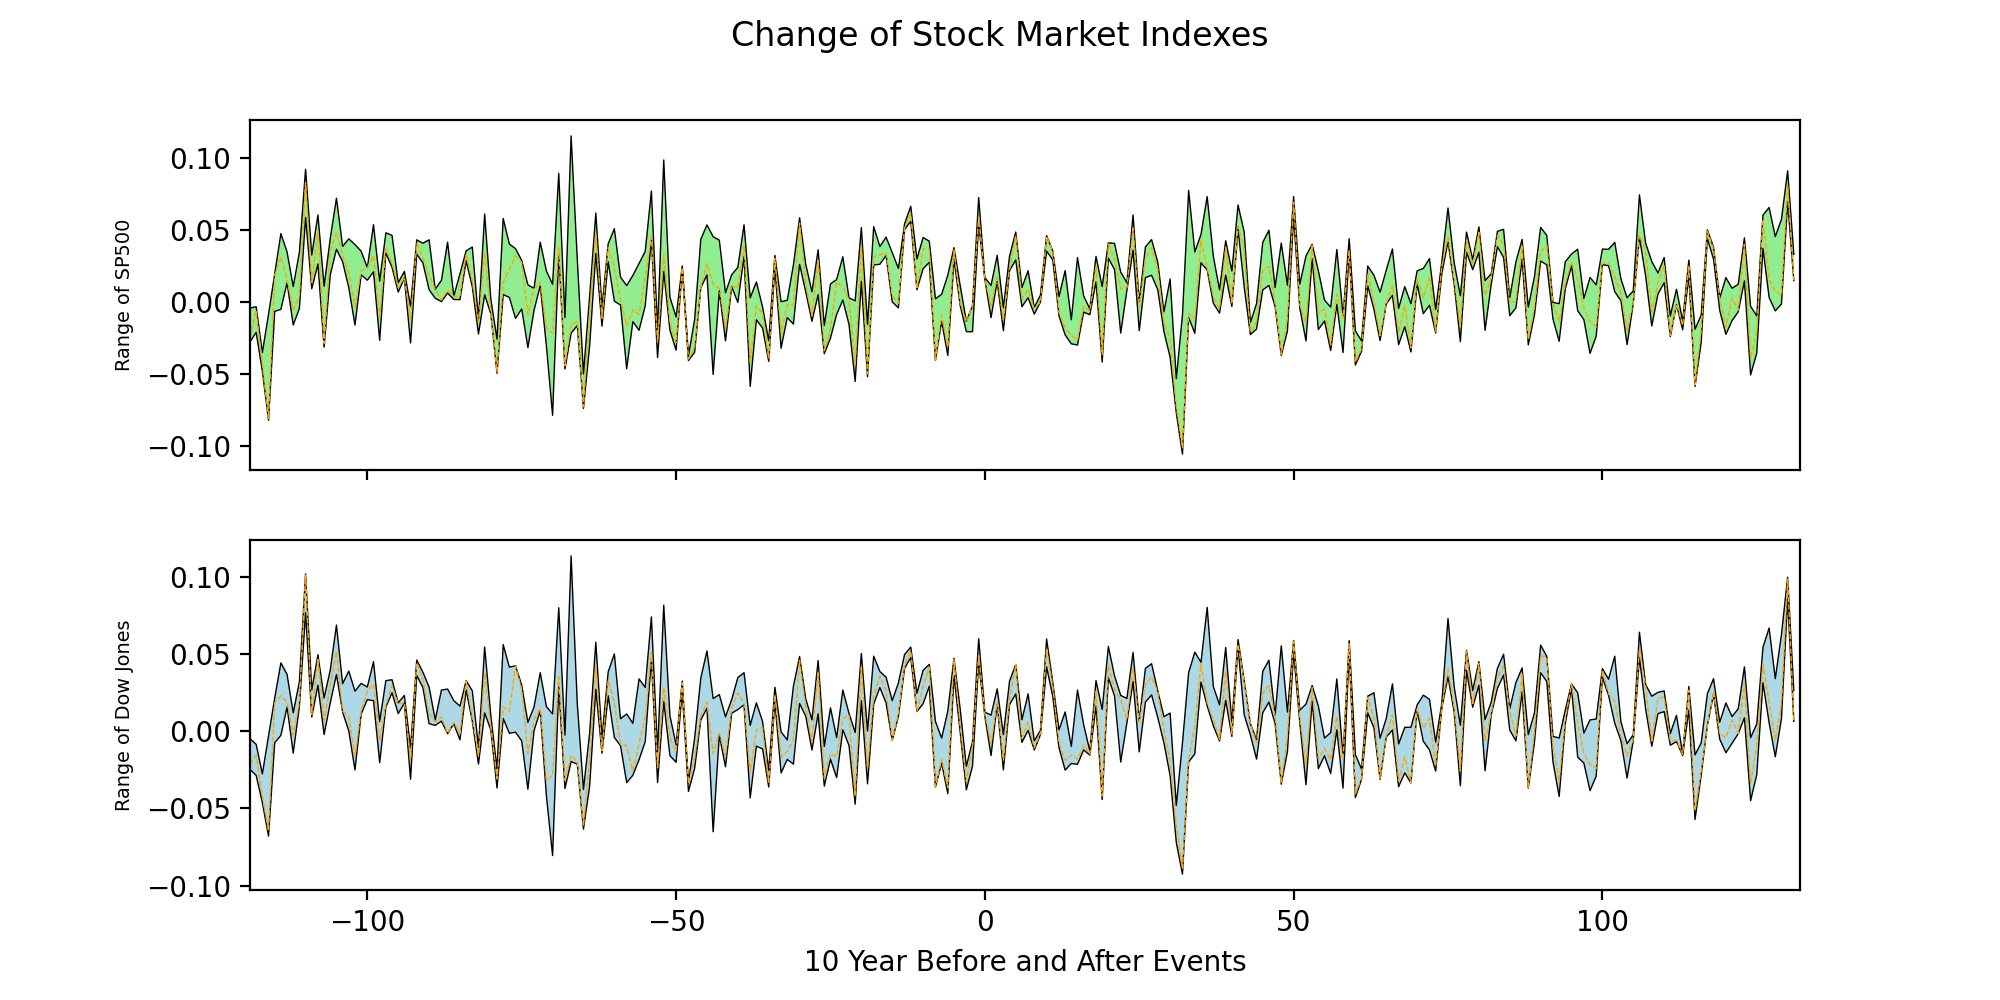 Change of Stock Market Indexes
0.10
0.05
0.00
−0.05
−0.10
Range of SP500
0.10
0.05
0.00
−0.05
−0.10
Range of Dow Jones
−100 −50 0 50 100
10 Year Before and After Events